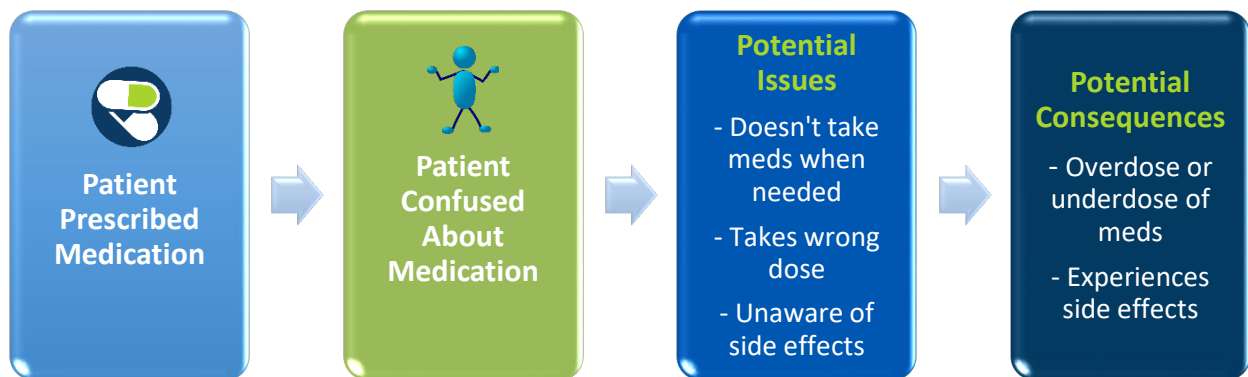 Patient
Prescribed
Medication
Patient
Confused
About
Medication
Potential
Issues
- Doesn't take
meds when
needed
- Takes wrong
dose
- Unaware of
side effects
Potential
Consequences
- Overdose or
underdose of
meds
- Experiences
side effects